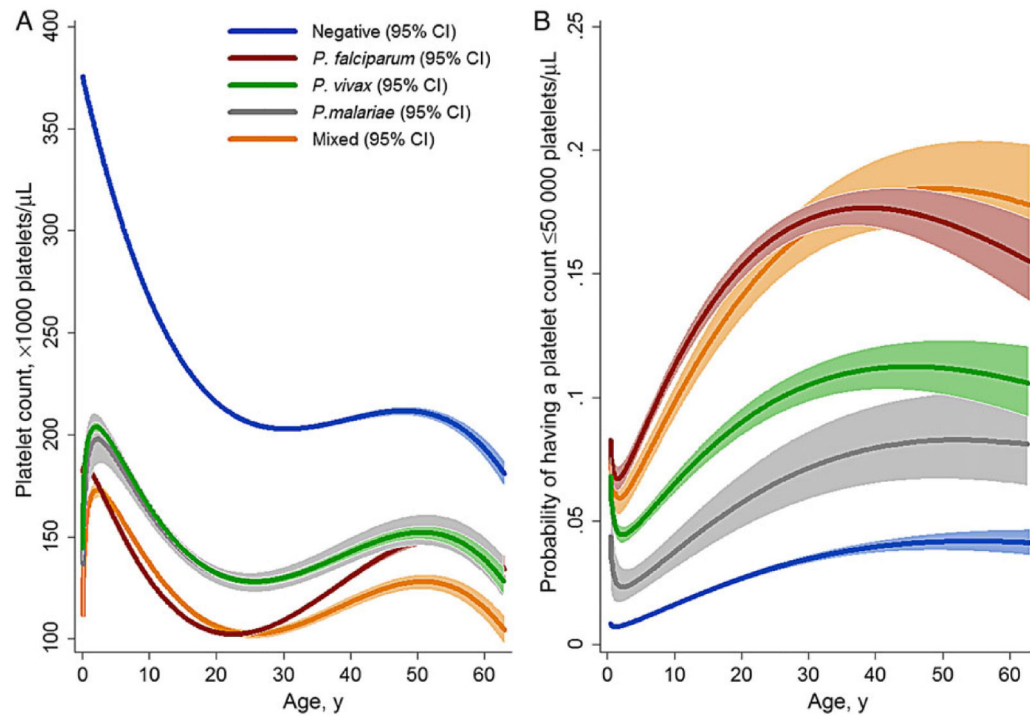 A
Platelet count, ×1000 platelets/µL
400
350
300
250
200
150
100
Negative (95% CI)
P. falciparum (95% CI)
P. vivax (95% CI)
P.malariae (95% CI)
Mixed (95% CI)
0 10 20 30 40 50 60
Age, y
B
Probability of having a platelet count ≤50 000 platelets/µL
.25
.2
.15
.1
.05
0
0 10 20 30 40 50 60
Age, y